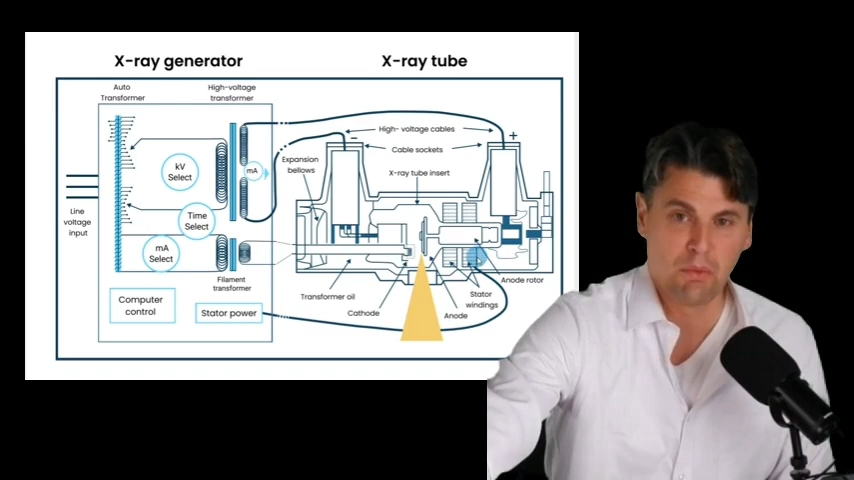 X-ray generator
X-ray tube
Auto
Transformer
High-voltage
transformer
High- voltage cables
Cable sockets
X-ray tube insert
Expansion
bellows
−
+
kV
Select
mA
Time
Select
mA
Select
Line
voltage
input
Filament
transformer
Computer
control
Stator power
Transformer oil
Cathode
Anode
Stator
windings
Anode rotor